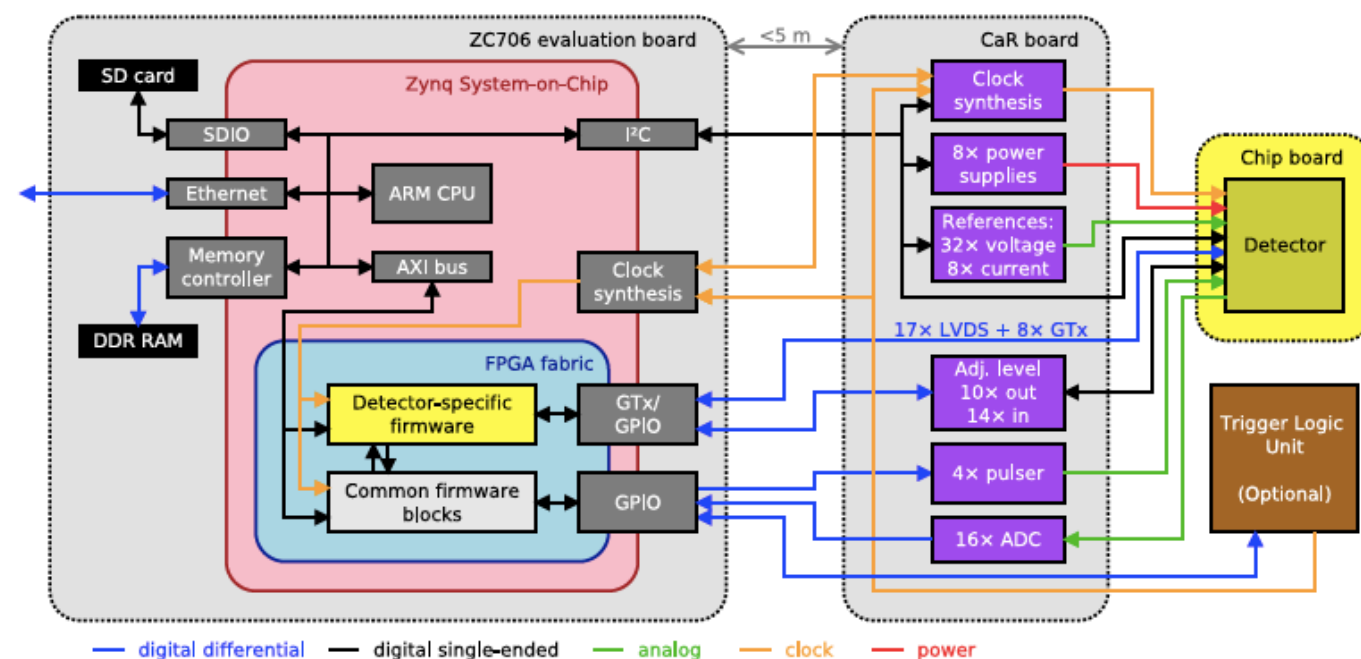 ZC706 evaluation board
<5 m
CaR board
SD card
Zynq System-on-Chip
Clock
synthesis
SDIO
I²C
8× power
supplies
Chip board
Ethernet
ARM CPU
References:
32× voltage
8× current
Detector
Memory
controller
AXI bus
Clock
synthesis
DDR RAM
17× LVDS + 8× GTx
FPGA fabric
Adj. level
10× out
14× in
Detector-specific
firmware
GTx/
GPIO
Trigger Logic
Unit
(Optional)
4× pulser
Common firmware
blocks
GPIO
16× ADC
digital differential
digital single-ended
analog
clock
power